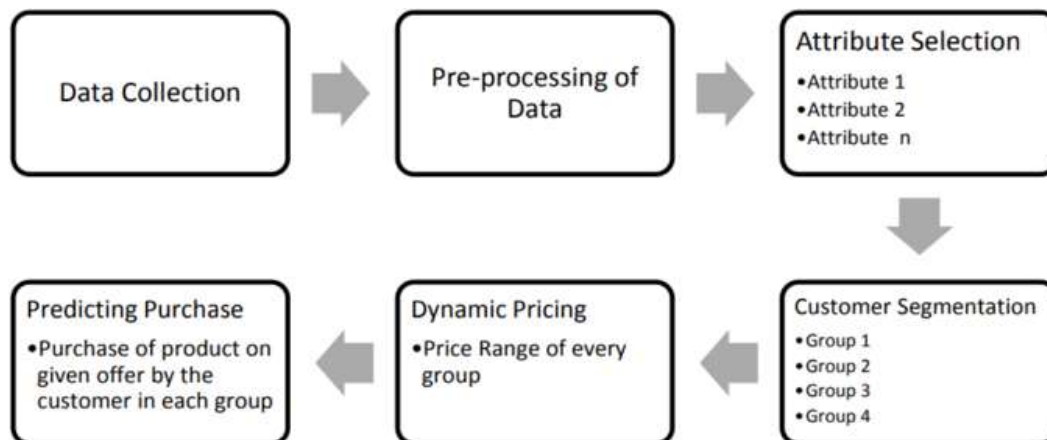 Data Collection
Pre-processing of
Data
Attribute Selection
•Attribute 1
•Attribute 2
•Attribute  n
Customer Segmentation
•Group 1
•Group 2
•Group 3
•Group 4
Dynamic Pricing
•Price Range of every
group
Predicting Purchase
•Purchase of product on
given offer by the
customer in each group